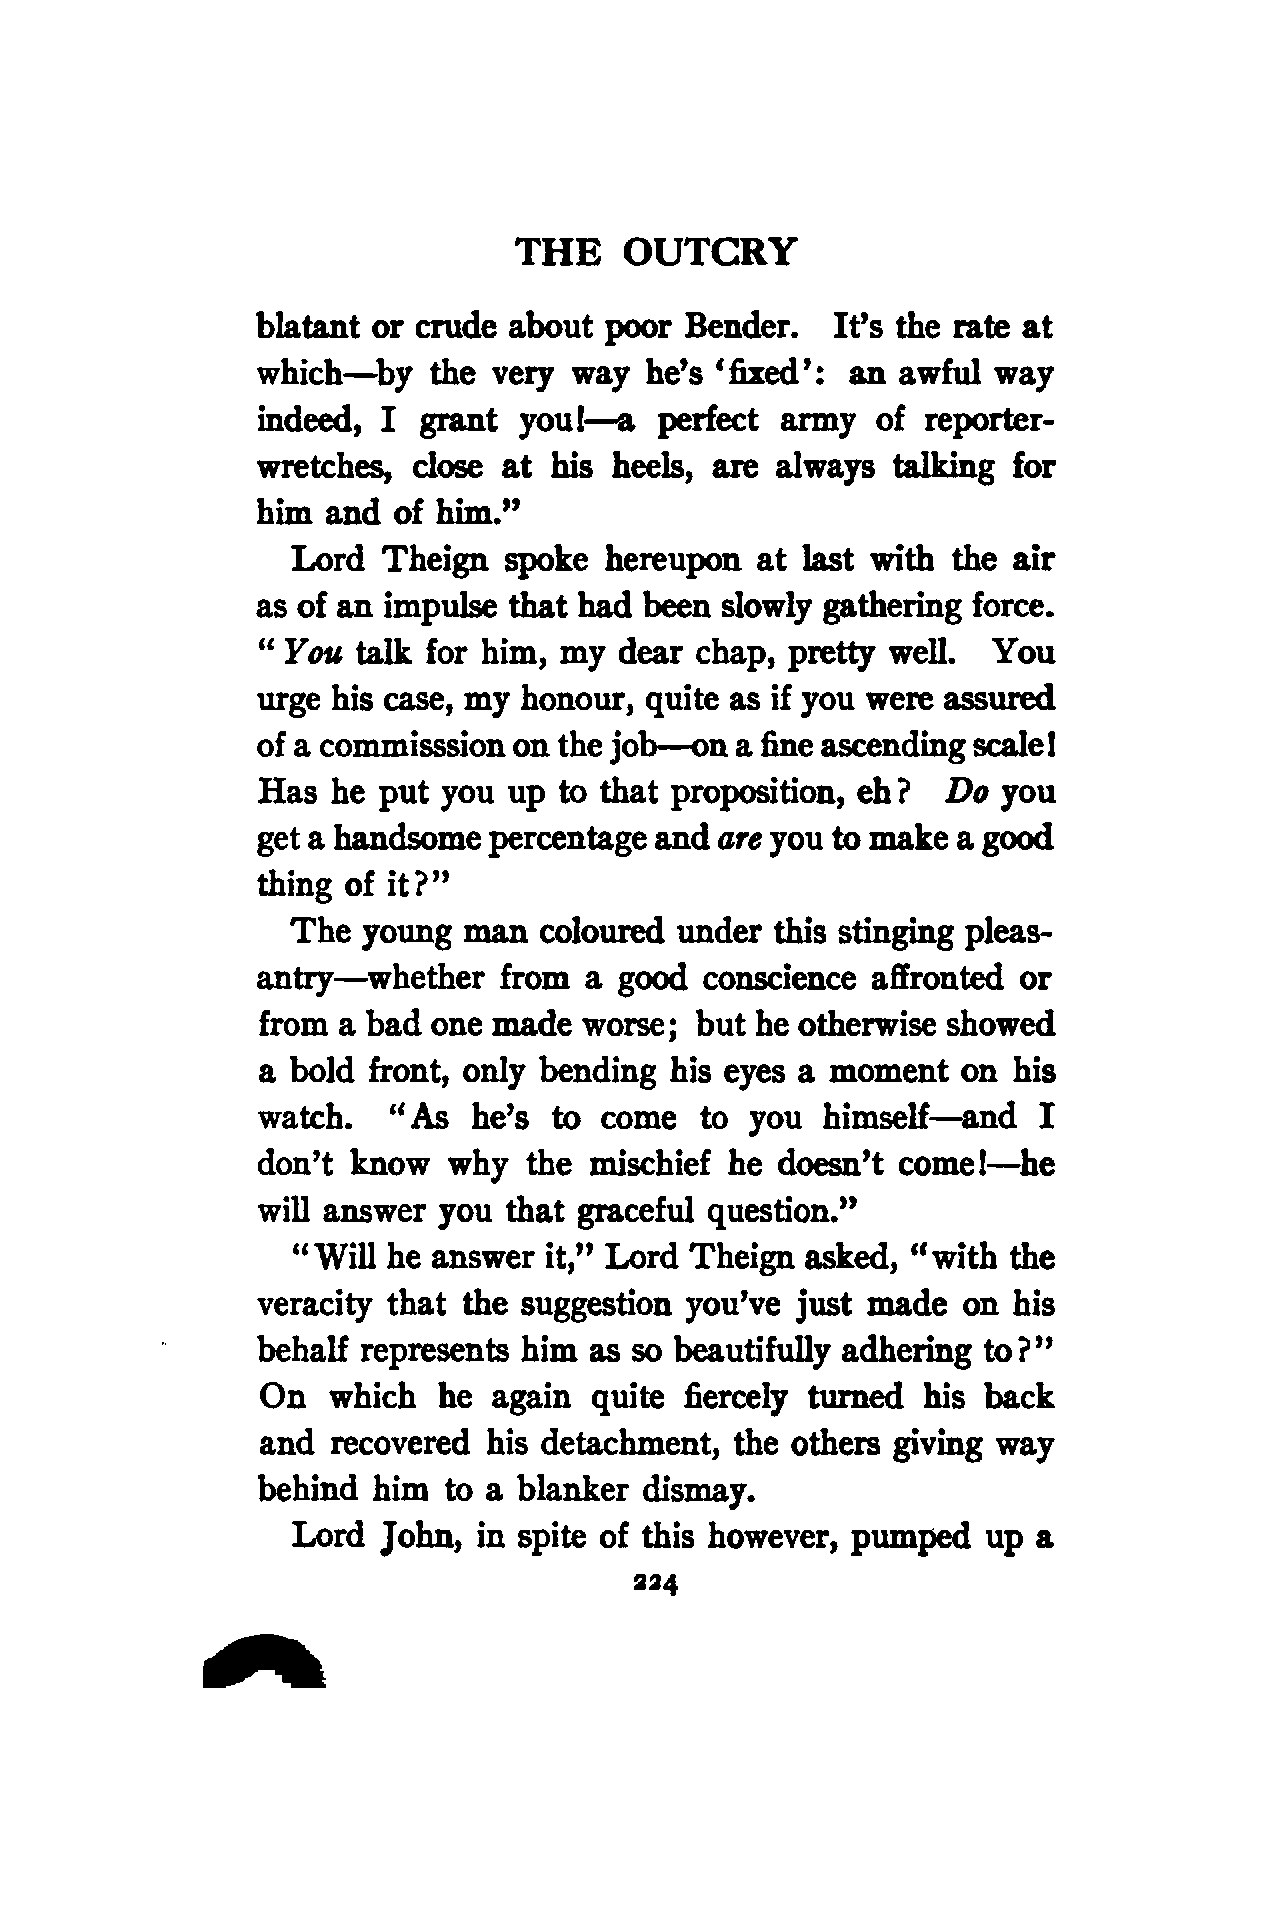 THE OUTCRY
blatant or crude about poor Bender. It's the rate at
which—by the very way he's 'fixed': an awful way
indeed, I grant you!—a perfect army of reporter-
wretches, close at his heels, are always talking for
him and of him."
Lord Theign spoke hereupon at last with the air
as of an impulse that had been slowly gathering force.
"You talk for him, my dear chap, pretty well. You
urge his case, my honour, quite as if you were assured
of a commisssion on the job—on a fine ascending scale!
Has he put you up to that proposition, eh? Do you
get a handsome percentage and are you to make a good
thing of it?"
The young man coloured under this stinging pleas-
antry—whether from a good conscience affronted or
from a bad one made worse; but he otherwise showed
a bold front, only bending his eyes a moment on his
watch. "As he's to come to you himself—and I
don't know why the mischief he doesn't come!—he
will answer you that graceful question."
"Will he answer it," Lord Theign asked, "with the
veracity that the suggestion you've just made on his
behalf represents him as so beautifully adhering to?"
On which he again quite fiercely turned his back
and recovered his detachment, the others giving way
behind him to a blanker dismay.
Lord John, in spite of this however, pumped up a
224